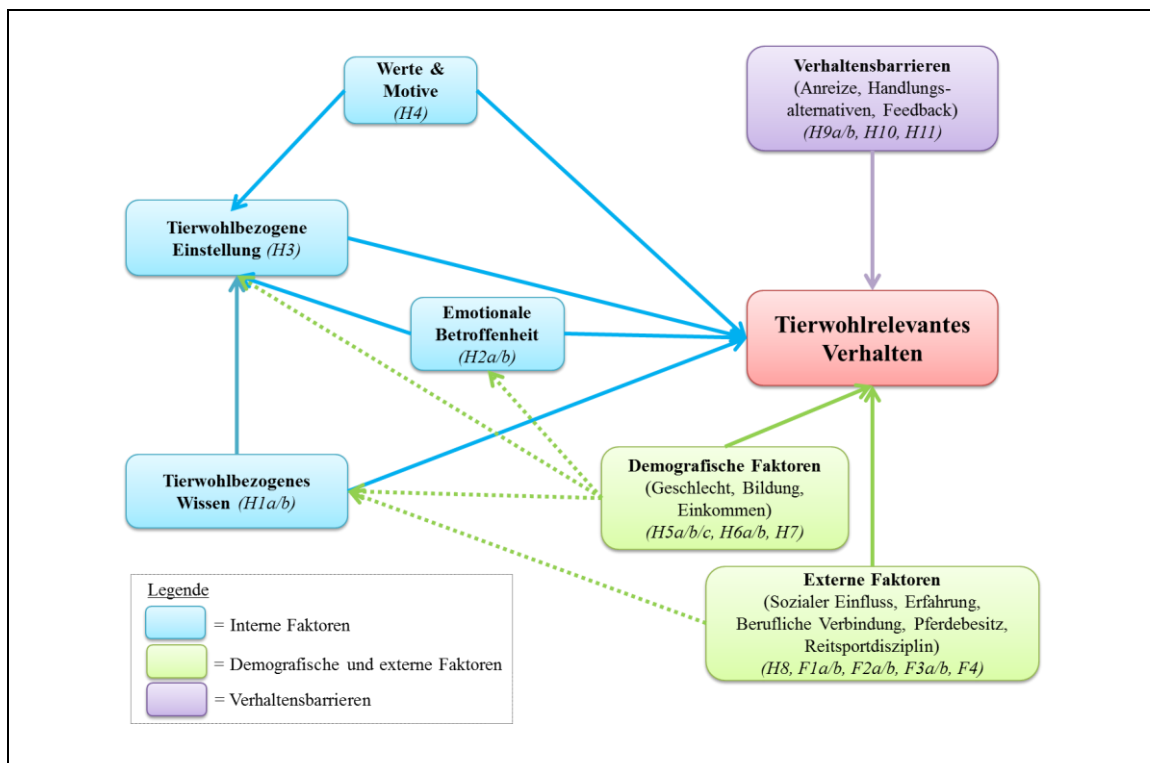 Werte &
Motive
(H4)
Verhaltensbarrieren
(Anreize, Handlungs-
alternativen, Feedback)
(H9a/b, H10, H11)
Tierwohlbezogene
Einstellung (H3)
Emotionale
Betroffenheit
(H2a/b)
Tierwohlrelevantes
Verhalten
Tierwohlbezogenes
Wissen (H1a/b)
Demografische Faktoren
(Geschlecht, Bildung,
Einkommen)
(H5a/b/c, H6a/b, H7)
Externe Faktoren
(Sozialer Einfluss, Erfahrung,
Berufliche Verbindung, Pferdebesitz,
Reitsportdisziplin)
(H8, F1a/b, F2a/b, F3a/b, F4)
Legende
= Interne Faktoren
= Demografische und externe Faktoren
= Verhaltensbarrieren